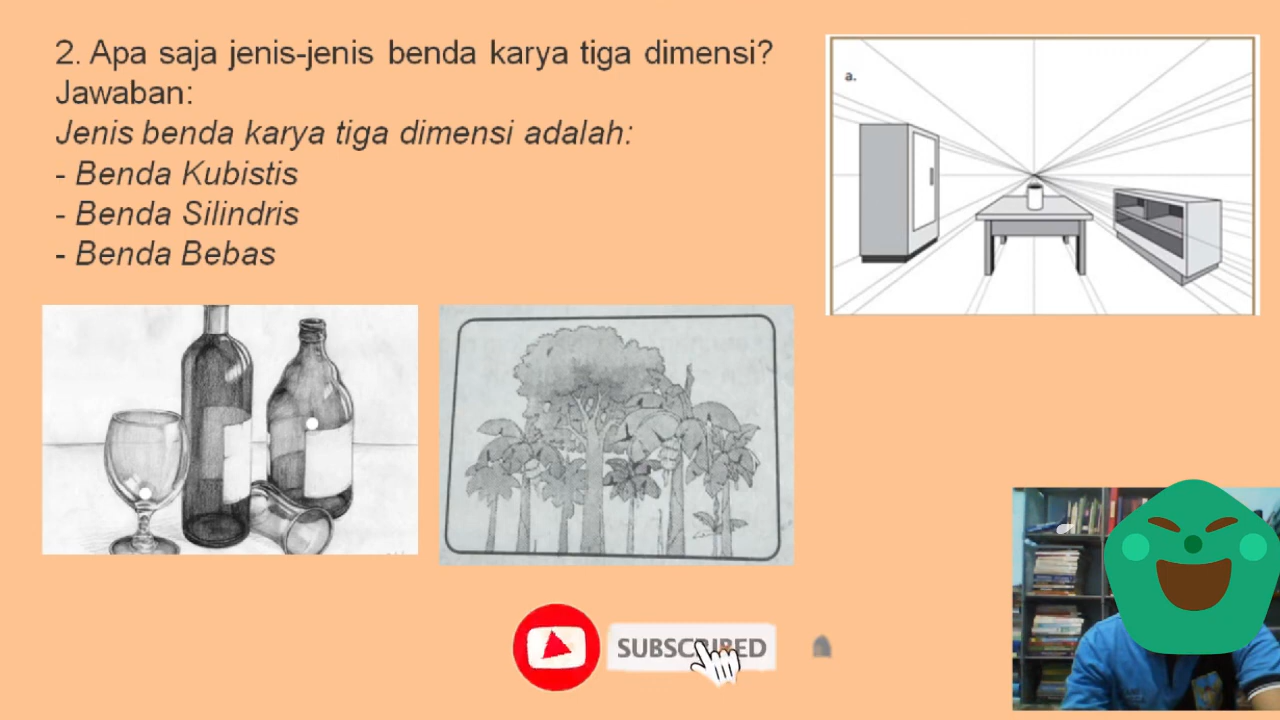 2. Apa saja jenis-jenis benda karya tiga dimensi?
Jawaban:
Jenis benda karya tiga dimensi adalah:
- Benda Kubistis
- Benda Silindris
- Benda Bebas
a.
SUBSCRIBED